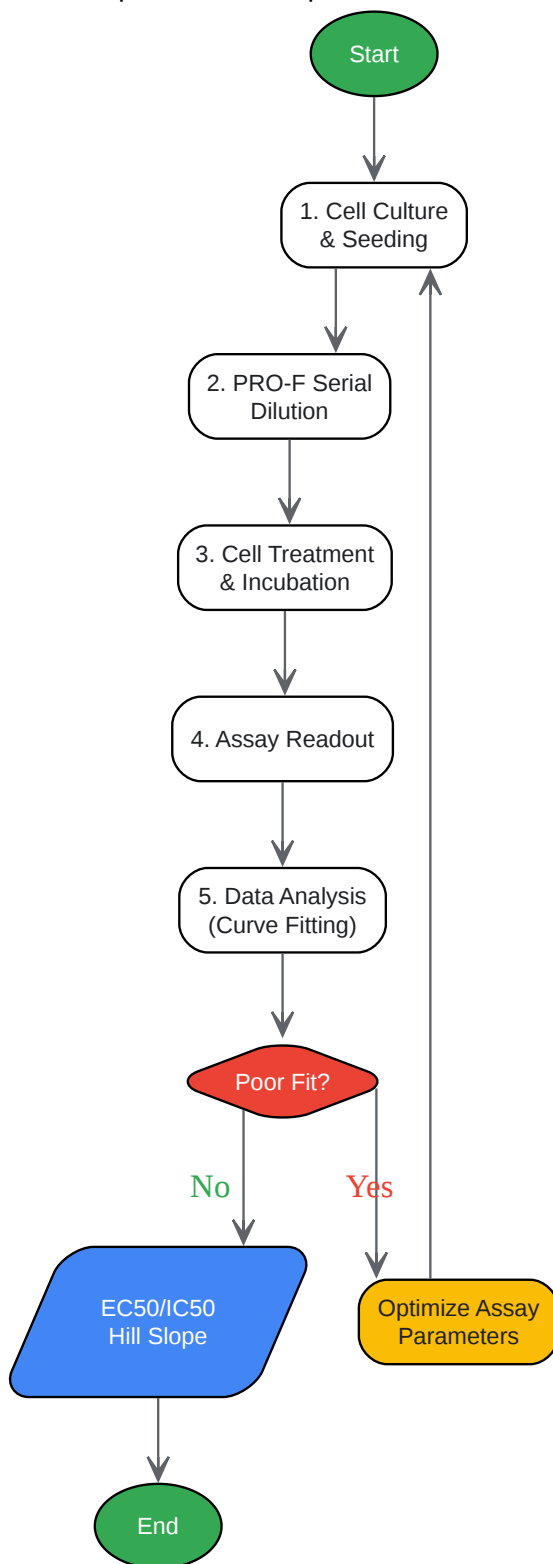 Start
1. Cell Culture
& Seeding
2. PRO-F Serial
Dilution
3. Cell Treatment
& Incubation
4. Assay Readout
5. Data Analysis
(Curve Fitting)
Poor Fit?
No
Yes
EC50/IC50
Hill Slope
Optimize Assay
Parameters
End